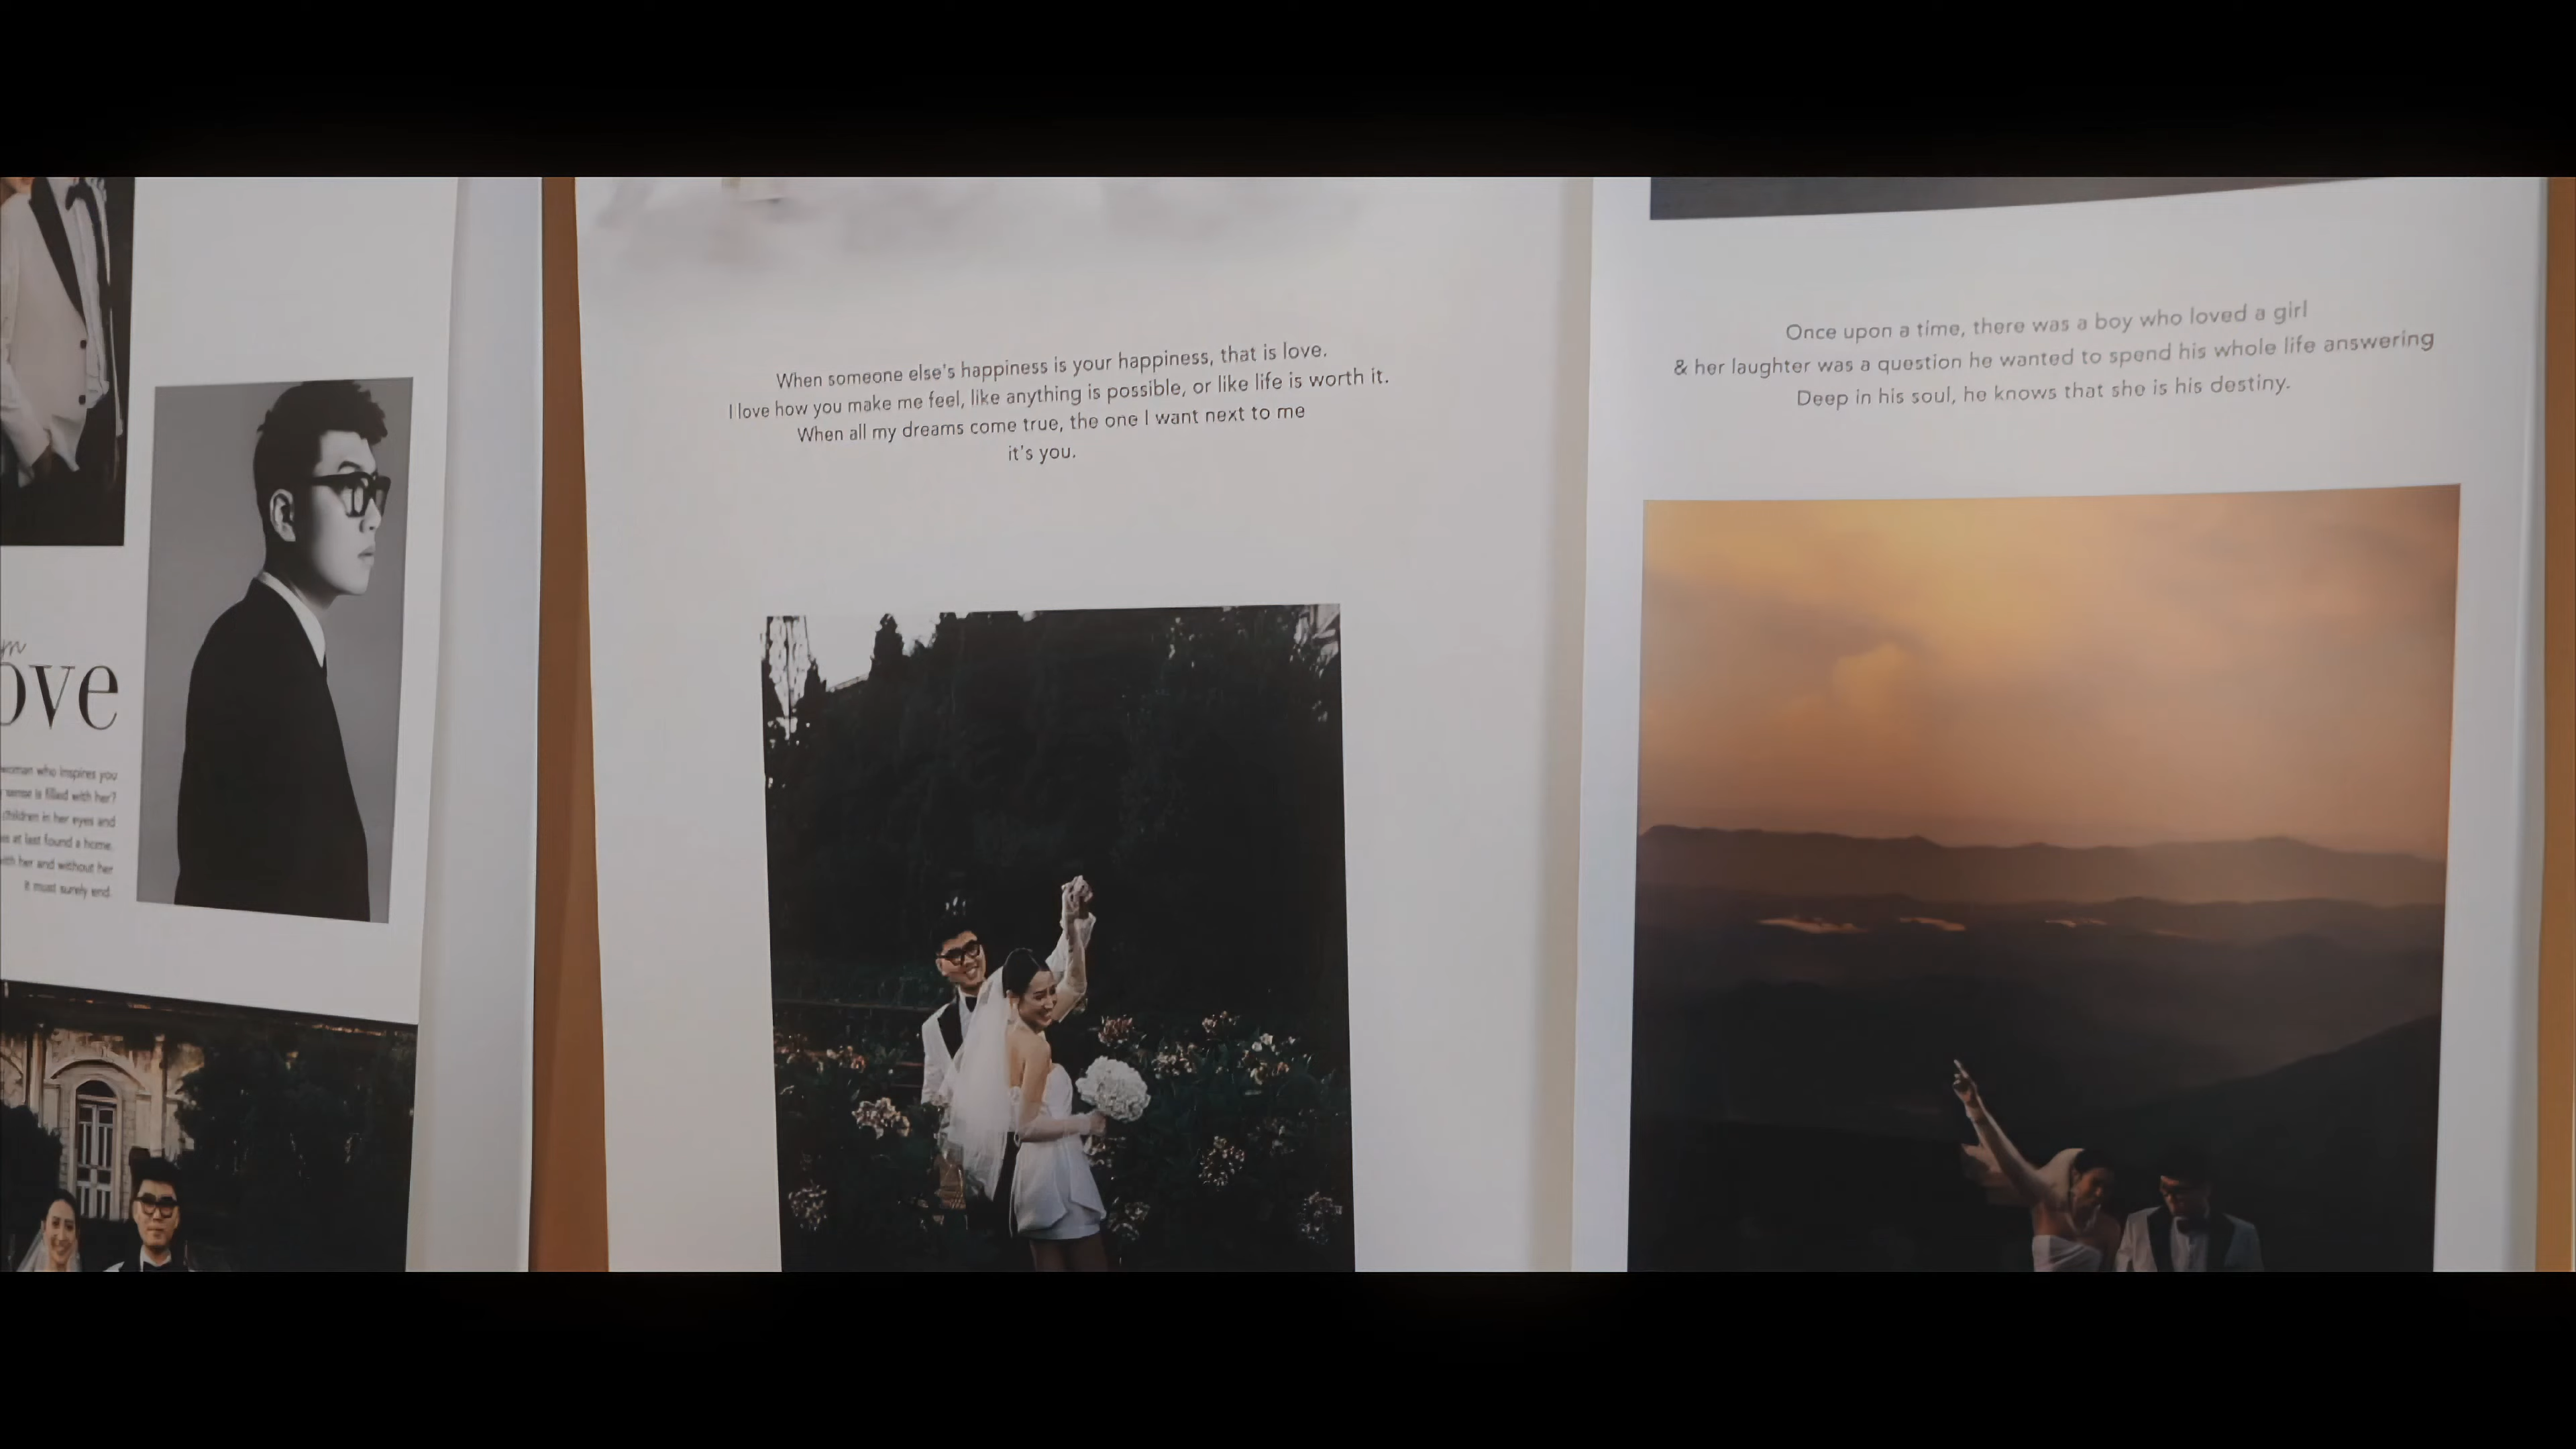 ove
woman who inspires you
sense is filled with her?
children in her eyes and
at last found a home.
with her and without her
it must surely end.
When someone else's happiness is your happiness, that is love.
I love how you make me feel, like anything is possible, or like life is worth it.
When all my dreams come true, the one I want next to me
it's you.
Once upon a time, there was a boy who loved a girl
& her laughter was a question he wanted to spend his whole life answering
Deep in his soul, he knows that she is his destiny.